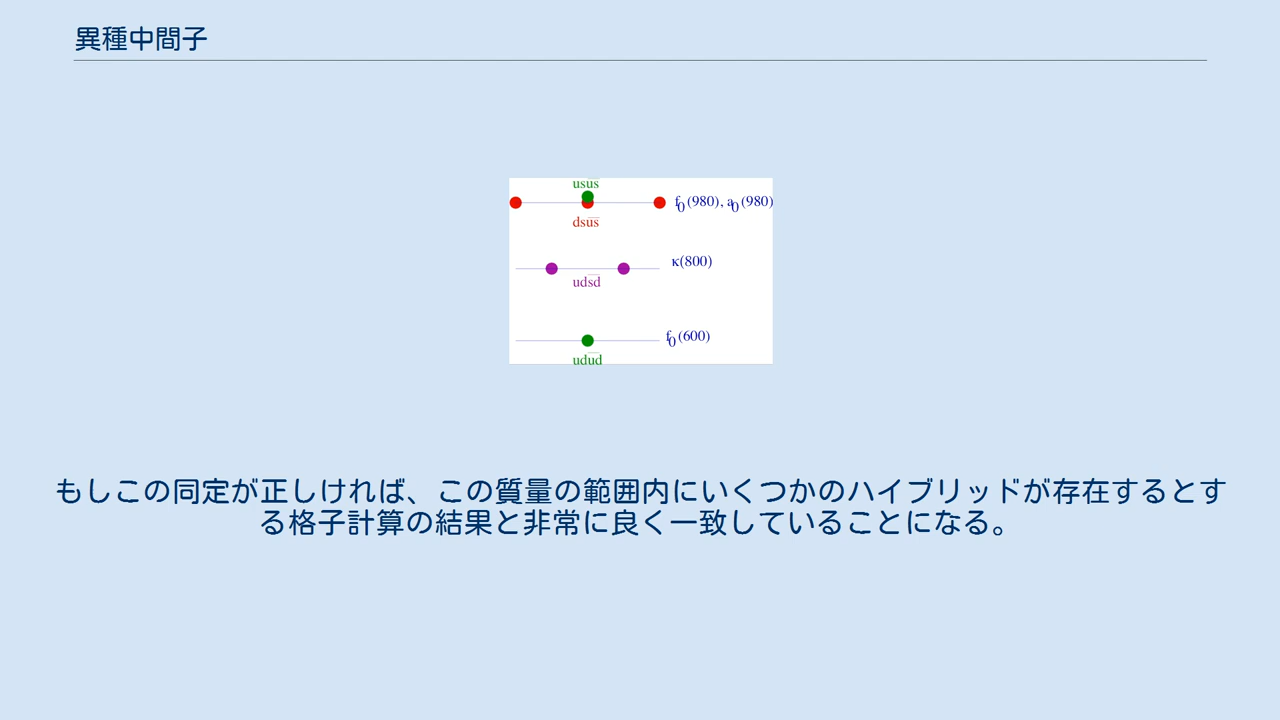 異種中間子
usu̅s̅
f₀(980), a₀(980)
dsu̅s̅
κ(800)
uds̅d̅
f₀(600)
udu̅d̅
もしこの同定が正しければ、この質量の範囲内にいくつかのハイブリッドが存在するとす
る格子計算の結果と非常に良く一致していることになる。